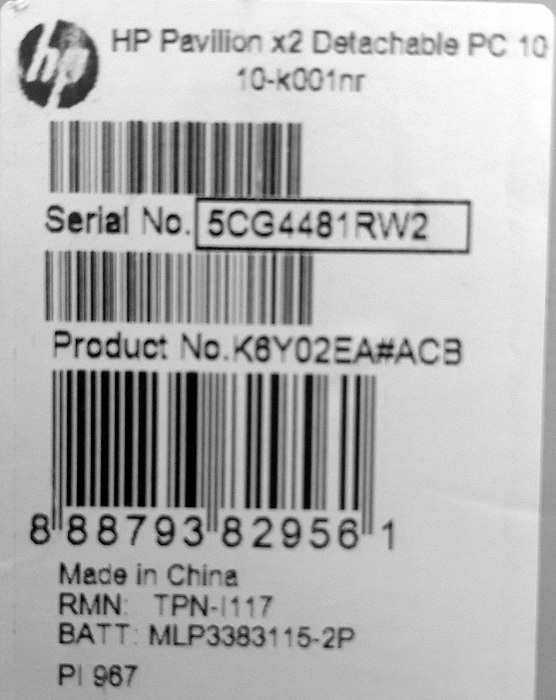 hp
HP Pavilion x2 Detachable PC 10
10-k001nr
Serial No. 5CG4481RW2
Product No.K6Y02EA#ACB
8 88793 82956 1
Made in China
RMN: TPN-I117
BATT: MLP3383115-2P
PI 967